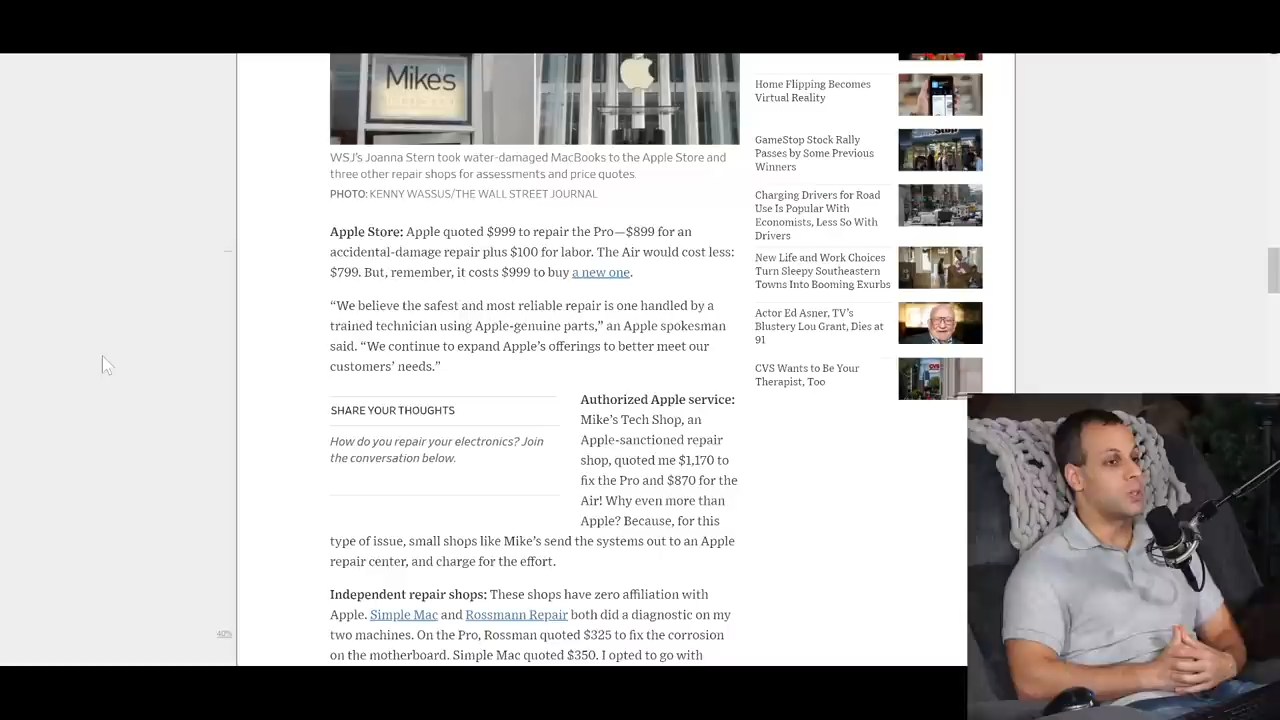 Mikes
WSJ's Joanna Stern took water-damaged MacBooks to the Apple Store and
three other repair shops for assessments and price quotes.
PHOTO: KENNY WASSUS/THE WALL STREET JOURNAL
Apple Store: Apple quoted $999 to repair the Pro—$899 for an
accidental-damage repair plus $100 for labor. The Air would cost less:
$799. But, remember, it costs $999 to buy a new one.
“We believe the safest and most reliable repair is one handled by a
trained technician using Apple-genuine parts,” an Apple spokesman
said. “We continue to expand Apple’s offerings to better meet our
customers’ needs.”
SHARE YOUR THOUGHTS
How do you repair your electronics? Join
the conversation below.
Authorized Apple service:
Mike’s Tech Shop, an
Apple-sanctioned repair
shop, quoted me $1,170 to
fix the Pro and $870 for the
Air! Why even more than
Apple? Because, for this
type of issue, small shops like Mike’s send the systems out to an Apple
repair center, and charge for the effort.
Independent repair shops: These shops have zero affiliation with
Apple. Simple Mac and Rossmann Repair both did a diagnostic on my
two machines. On the Pro, Rossman quoted $325 to fix the corrosion
on the motherboard. Simple Mac quoted $350. I opted to go with
Home Flipping Becomes
Virtual Reality
GameStop Stock Rally
Passes by Some Previous
Winners
Charging Drivers for Road
Use Is Popular With
Economists, Less So With
Drivers
New Life and Work Choices
Turn Sleepy Southeastern
Towns Into Booming Exurbs
Actor Ed Asner, TV’s
Blustery Lou Grant, Dies at
91
CVS Wants to Be Your
Therapist, Too
40%